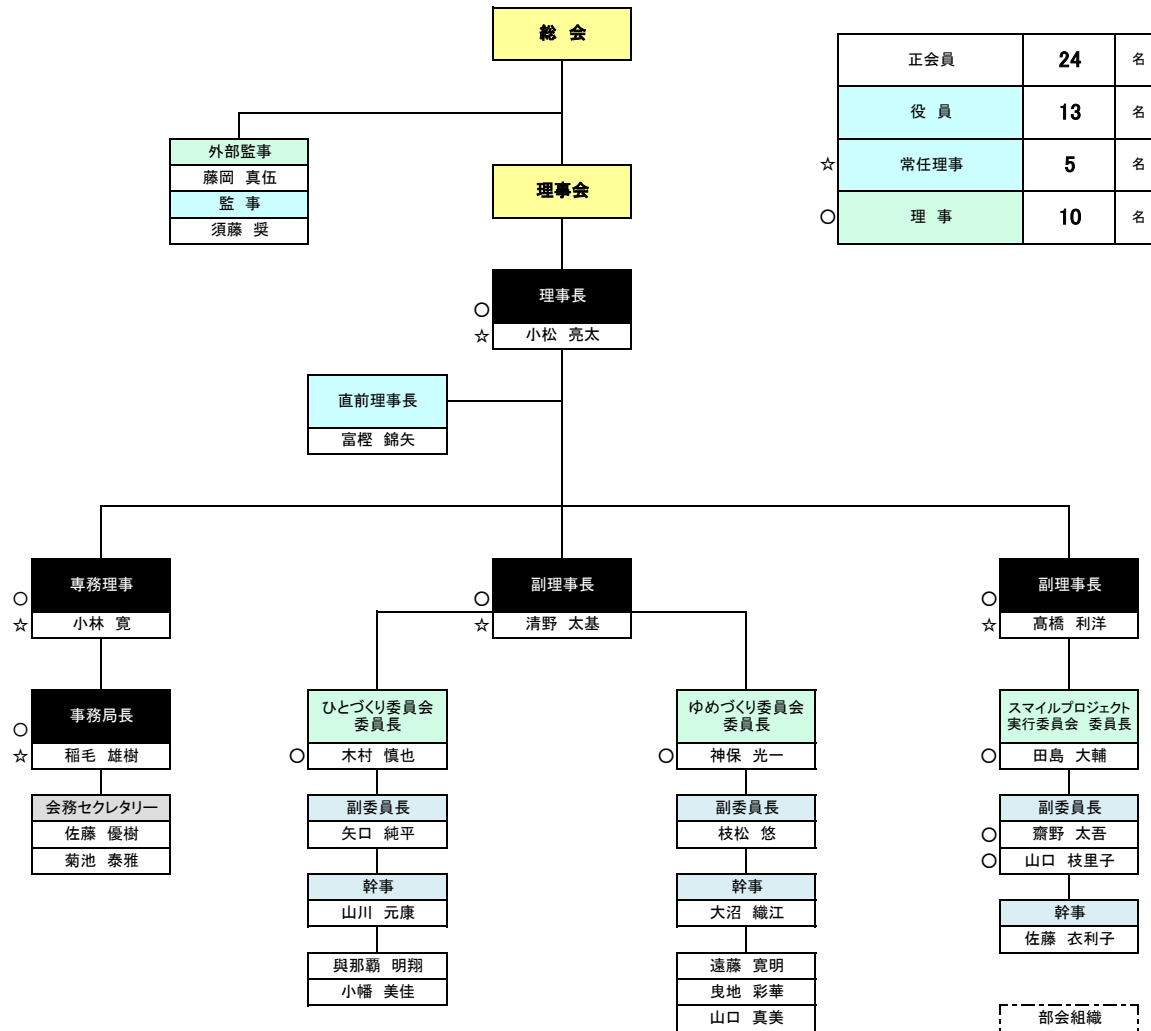 総 会
正会員 24 名
役 員 13 名
☆ 常任理事 5 名
○ 理 事 10 名
外部監事
藤岡 真伍
監 事
須藤 奨
理事会
理事長
○
☆ 小松 亮太
直前理事長
富樫 錦矢
専務理事
○
☆ 小林 寛
事務局長
○
☆ 稲毛 雄樹
会務セクレタリー
佐藤 優樹
菊池 泰雅
副理事長
○
☆ 清野 太基
ひとづくり委員会
委員長
○ 木村 慎也
副委員長
矢口 純平
幹事
山川 元康
與那覇 明翔
小幡 美佳
ゆめづくり委員会
委員長
○ 神保 光一
副委員長
枝松 悠
幹事
大沼 織江
遠藤 寛明
曳地 彩華
山口 真美
副理事長
○
☆ 髙橋 利洋
スマイルプロジェクト
実行委員会 委員長
○ 田島 大輔
副委員長
○ 齋野 太吾
○ 山口 枝里子
幹事
佐藤 衣利子
部会組織